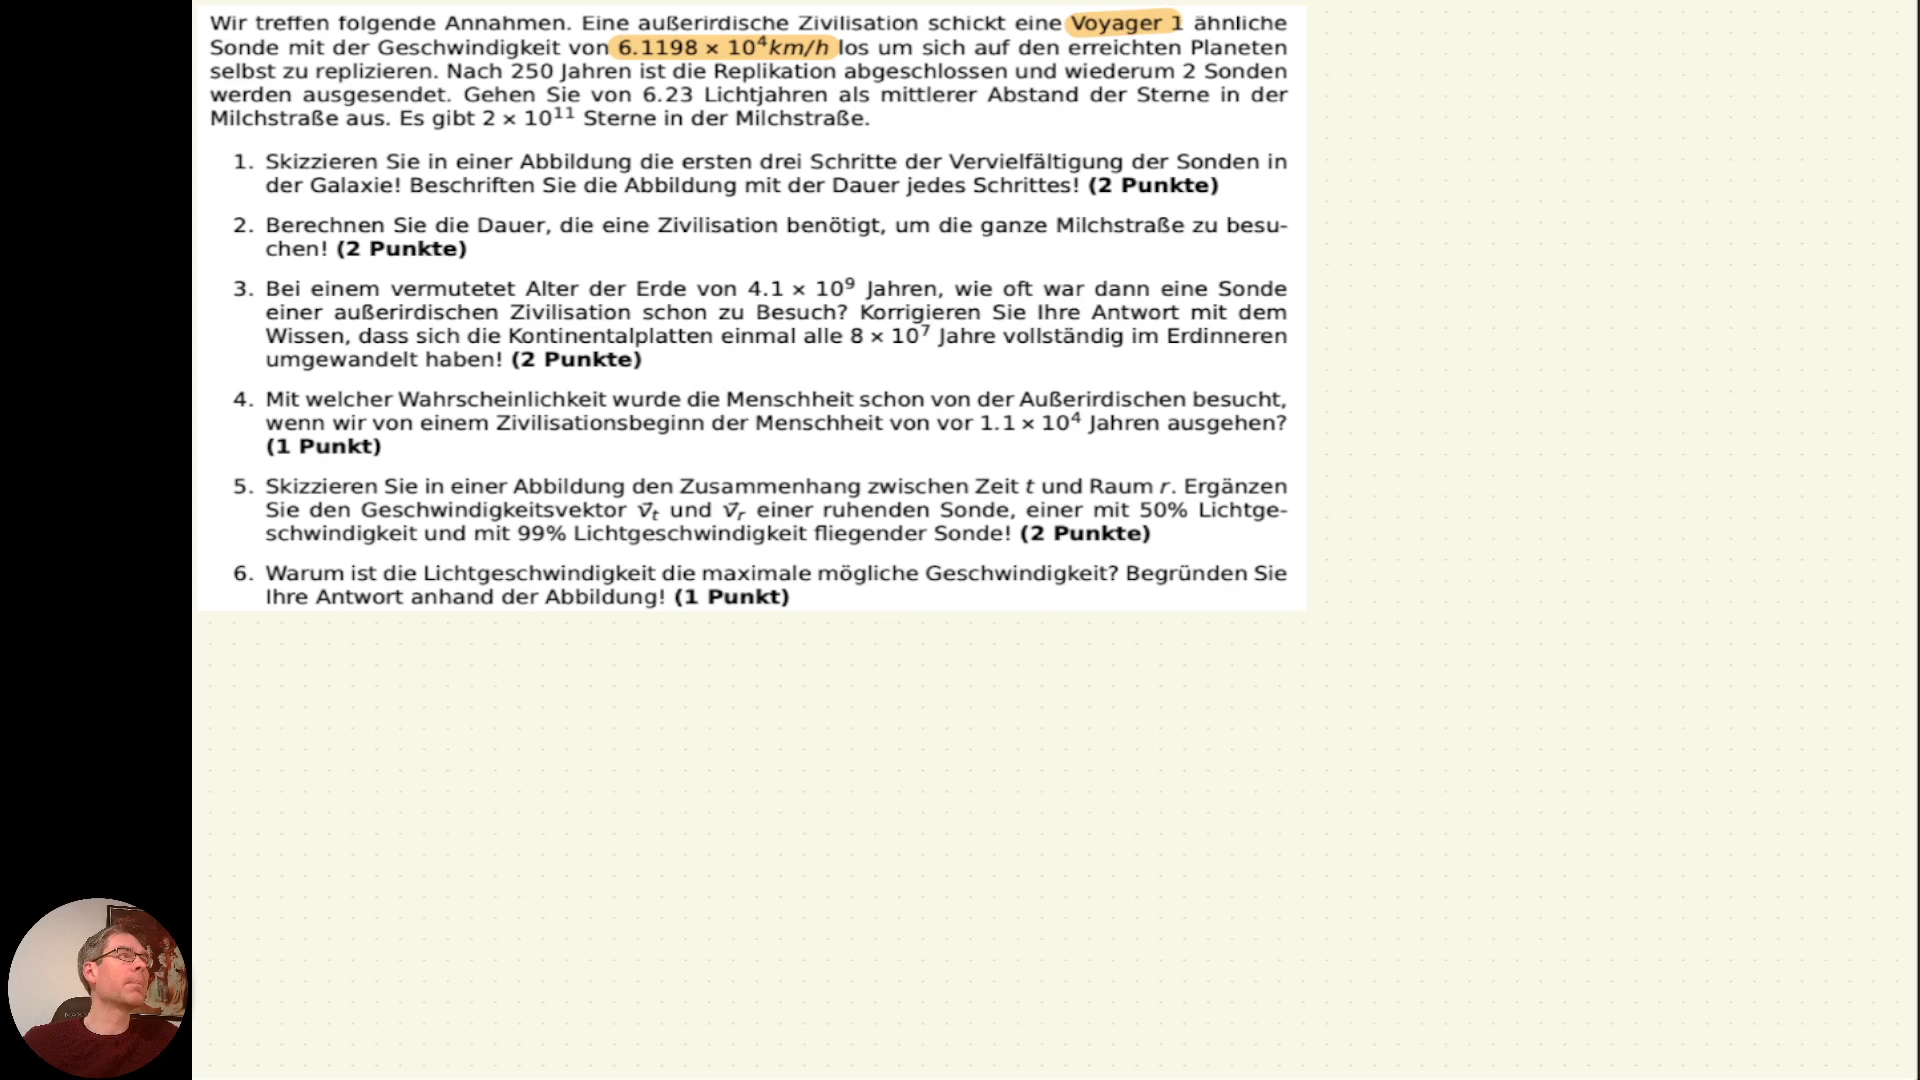 Wir treffen folgende Annahmen. Eine außerirdische Zivilisation schickt eine Voyager 1 ähnliche
Sonde mit der Geschwindigkeit von 6.1198 × 10⁴km/h los um sich auf den erreichten Planeten
selbst zu replizieren. Nach 250 Jahren ist die Replikation abgeschlossen und wiederum 2 Sonden
werden ausgesendet. Gehen Sie von 6.23 Lichtjahren als mittlerer Abstand der Sterne in der
Milchstraße aus. Es gibt 2 × 10¹¹ Sterne in der Milchstraße.
1. Skizzieren Sie in einer Abbildung die ersten drei Schritte der Vervielfältigung der Sonden in
der Galaxie! Beschriften Sie die Abbildung mit der Dauer jedes Schrittes! (2 Punkte)
2. Berechnen Sie die Dauer, die eine Zivilisation benötigt, um die ganze Milchstraße zu besu-
chen! (2 Punkte)
3. Bei einem vermutetet Alter der Erde von 4.1 × 10⁹ Jahren, wie oft war dann eine Sonde
einer außerirdischen Zivilisation schon zu Besuch? Korrigieren Sie Ihre Antwort mit dem
Wissen, dass sich die Kontinentalplatten einmal alle 8 × 10⁷ Jahre vollständig im Erdinneren
umgewandelt haben! (2 Punkte)
4. Mit welcher Wahrscheinlichkeit wurde die Menschheit schon von der Außerirdischen besucht,
wenn wir von einem Zivilisationsbeginn der Menschheit von vor 1.1 × 10⁴ Jahren ausgehen?
(1 Punkt)
5. Skizzieren Sie in einer Abbildung den Zusammenhang zwischen Zeit t und Raum r. Ergänzen
Sie den Geschwindigkeitsvektor v⃗ₜ und v⃗ᵣ einer ruhenden Sonde, einer mit 50% Lichtge-
schwindigkeit und mit 99% Lichtgeschwindigkeit fliegender Sonde! (2 Punkte)
6. Warum ist die Lichtgeschwindigkeit die maximale mögliche Geschwindigkeit? Begründen Sie
Ihre Antwort anhand der Abbildung! (1 Punkt)